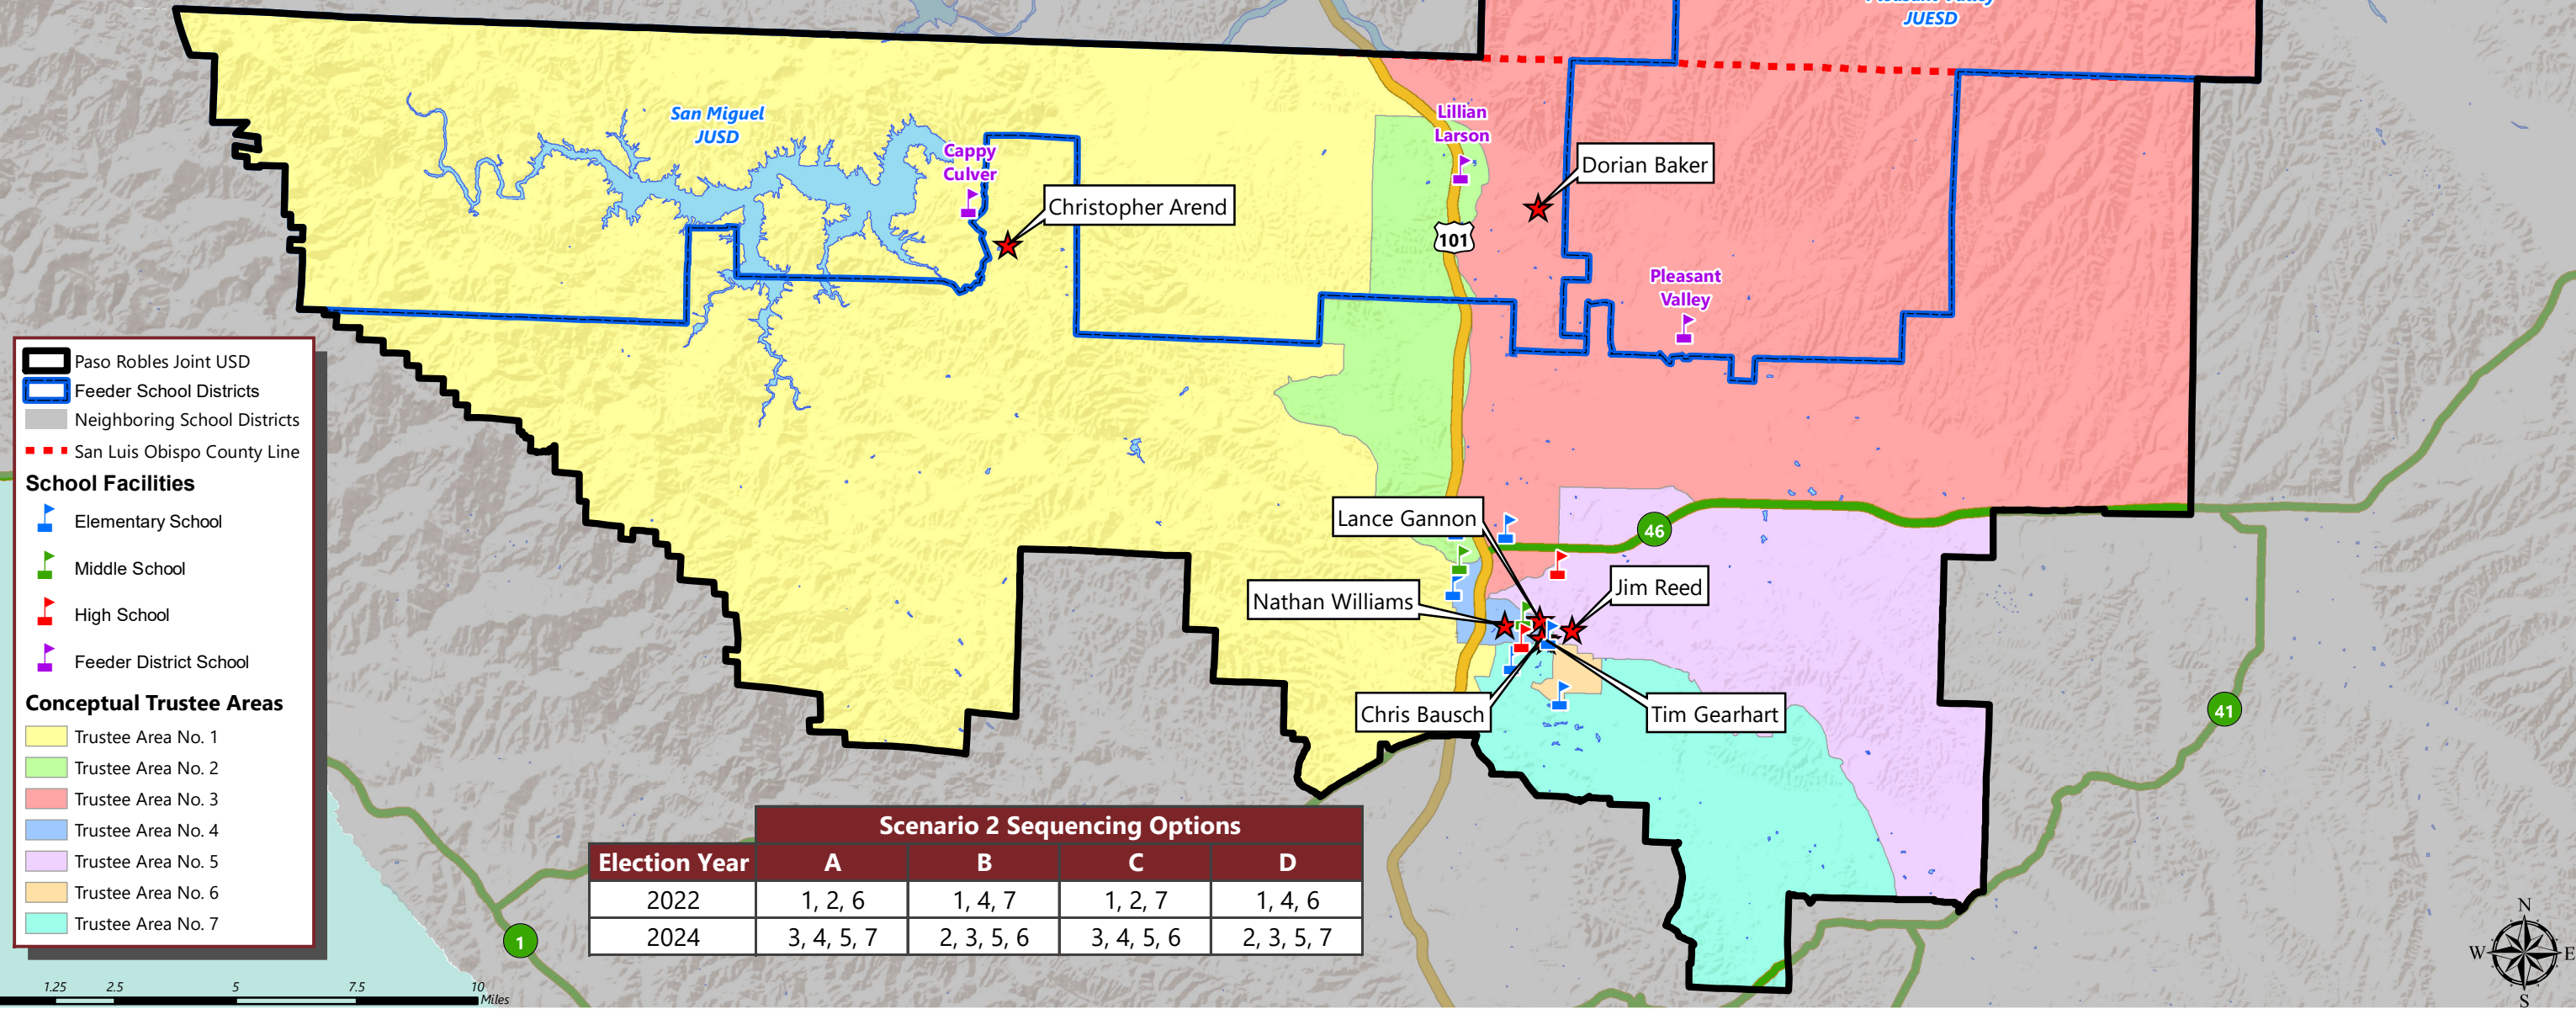 Pleasant Valley
JUESD
San Miguel
JUSD
Cappy
Culver
Christopher Arend
Lillian
Larson
Dorian Baker
101
Pleasant
Valley
Lance Gannon
46
Nathan Williams
Jim Reed
Chris Bausch
Tim Gearhart
41
1
Paso Robles Joint USD
Feeder School Districts
Neighboring School Districts
San Luis Obispo County Line
School Facilities
Elementary School
Middle School
High School
Feeder District School
Conceptual Trustee Areas
Trustee Area No. 1
Trustee Area No. 2
Trustee Area No. 3
Trustee Area No. 4
Trustee Area No. 5
Trustee Area No. 6
Trustee Area No. 7
Scenario 2 Sequencing Options
Election Year A B C D
2022 1, 2, 6 1, 4, 7 1, 2, 7 1, 4, 6
2024 3, 4, 5, 7 2, 3, 5, 6 3, 4, 5, 6 2, 3, 5, 7
1.25 2.5 5 7.5 10
Miles
N
W E
S